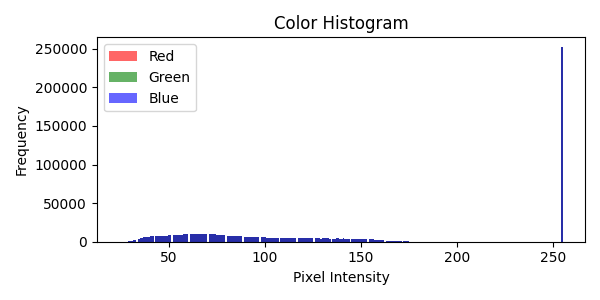 Color Histogram
Red
Green
Blue
Frequency
250000
200000
150000
100000
50000
0
50 100 150 200 250
Pixel Intensity